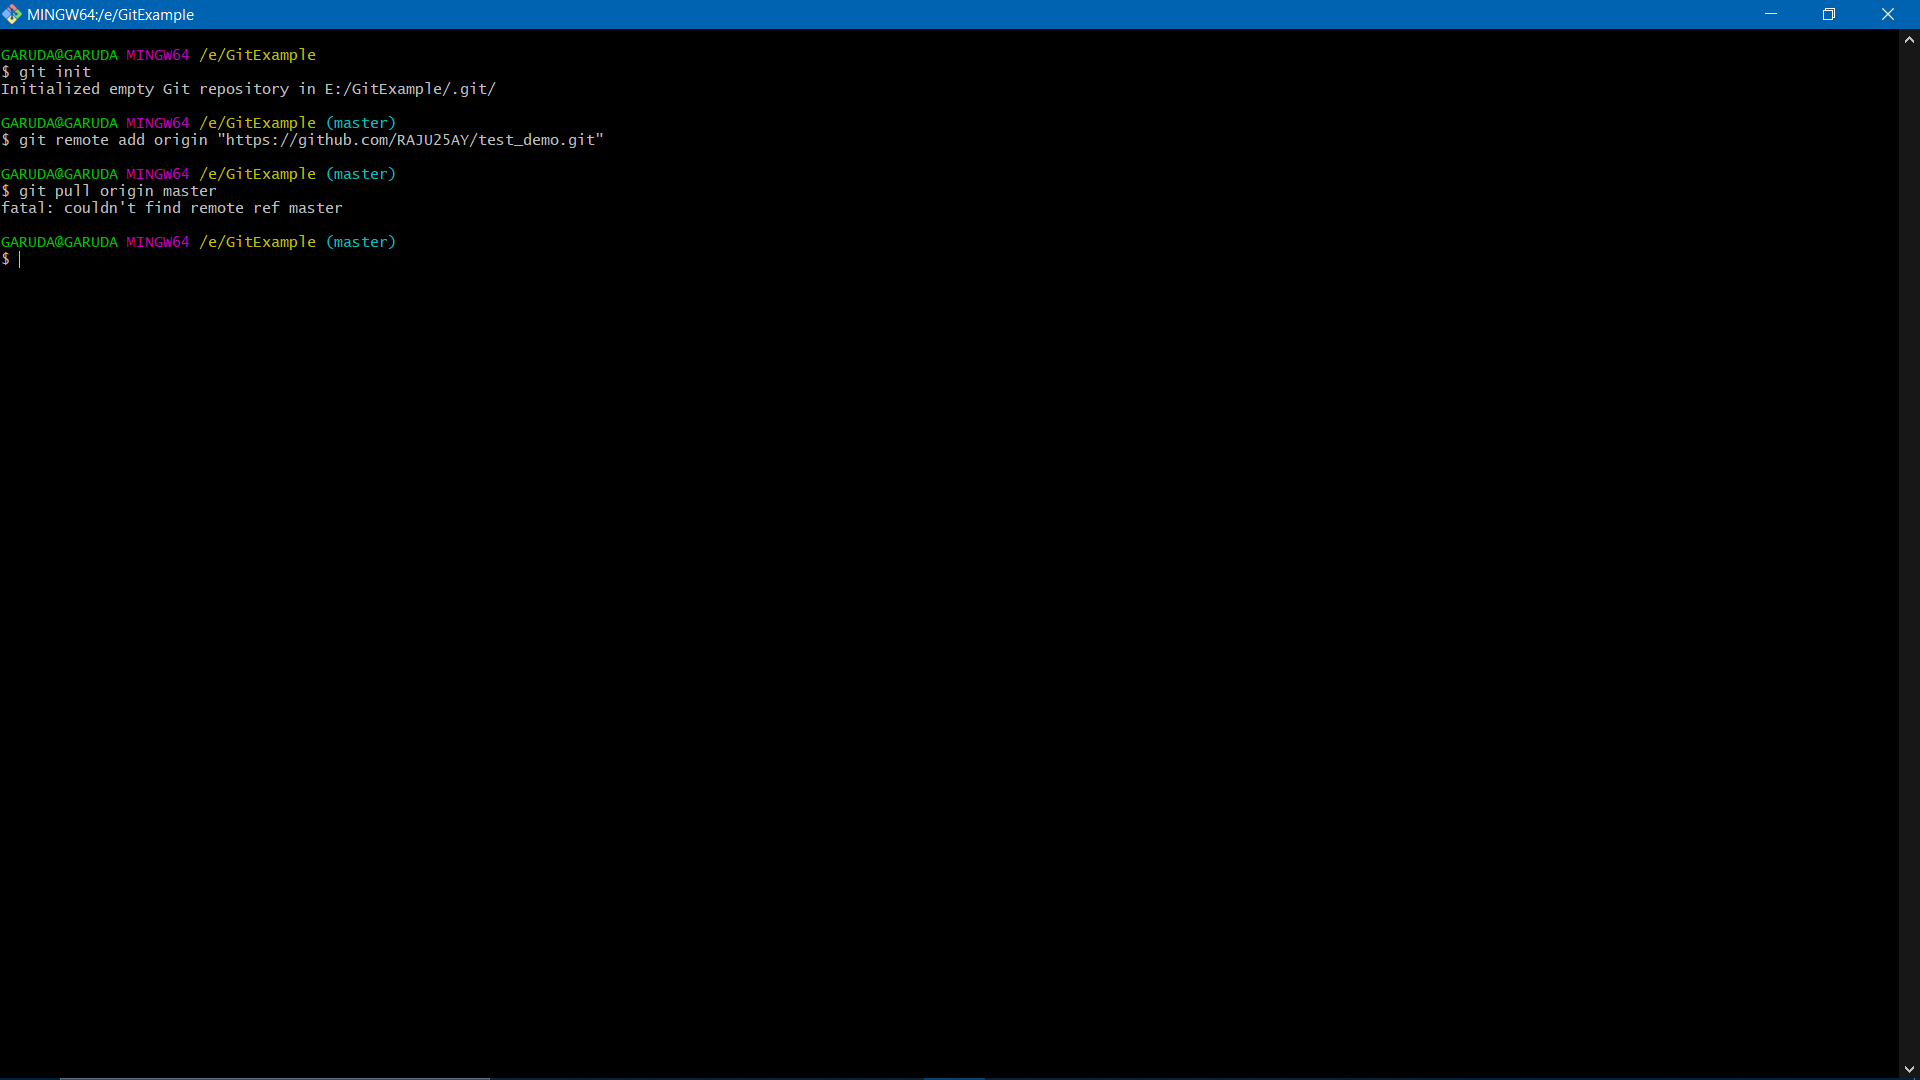 MINGW64:/e/GitExample
GARUDA@GARUDA MINGW64 /e/GitExample
$ git init
Initialized empty Git repository in E:/GitExample/.git/
GARUDA@GARUDA MINGW64 /e/GitExample (master)
$ git remote add origin "https://github.com/RAJU25AY/test_demo.git"
GARUDA@GARUDA MINGW64 /e/GitExample (master)
$ git pull origin master
fatal: couldn't find remote ref master
GARUDA@GARUDA MINGW64 /e/GitExample (master)
$